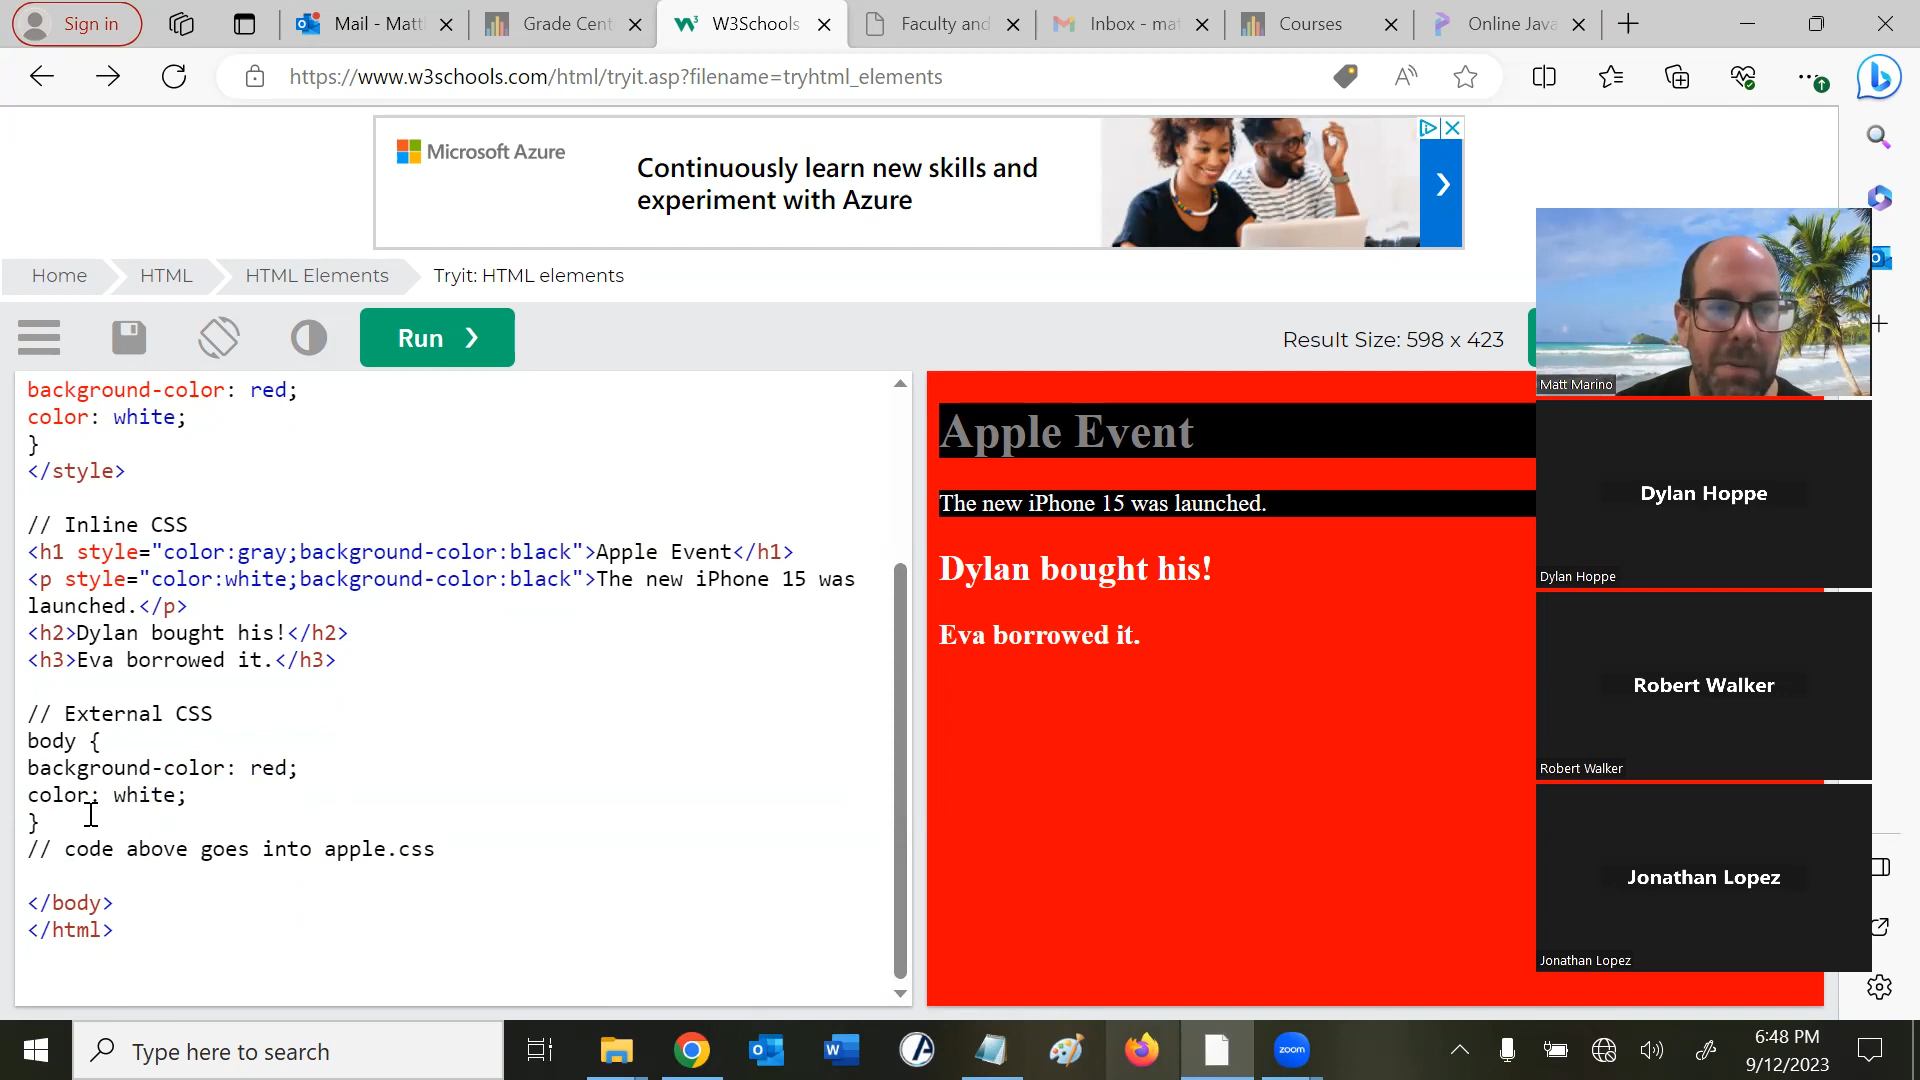 Sign in
Mail - Matt
Grade Cent
W3Schools
Faculty and
Inbox - mat
Courses
Online Java
https://www.w3schools.com/html/tryit.asp?filename=tryhtml_elements
Microsoft Azure
Continuously learn new skills and
experiment with Azure
Home
HTML
HTML Elements
Tryit: HTML elements
Run ❯
Result Size: 598 x 423
background-color: red;
color: white;
}
</style>
// Inline CSS
<h1 style="color:gray;background-color:black">Apple Event</h1>
<p style="color:white;background-color:black">The new iPhone 15 was
launched.</p>
<h2>Dylan bought his!</h2>
<h3>Eva borrowed it.</h3>
// External CSS
body {
background-color: red;
color: white;
}
// code above goes into apple.css
</body>
</html>
Apple Event
The new iPhone 15 was launched.
Dylan bought his!
Eva borrowed it.
Matt Marino
Dylan Hoppe
Dylan Hoppe
Robert Walker
Robert Walker
Jonathan Lopez
Jonathan Lopez
Type here to search
zoom
6:48 PM
9/12/2023